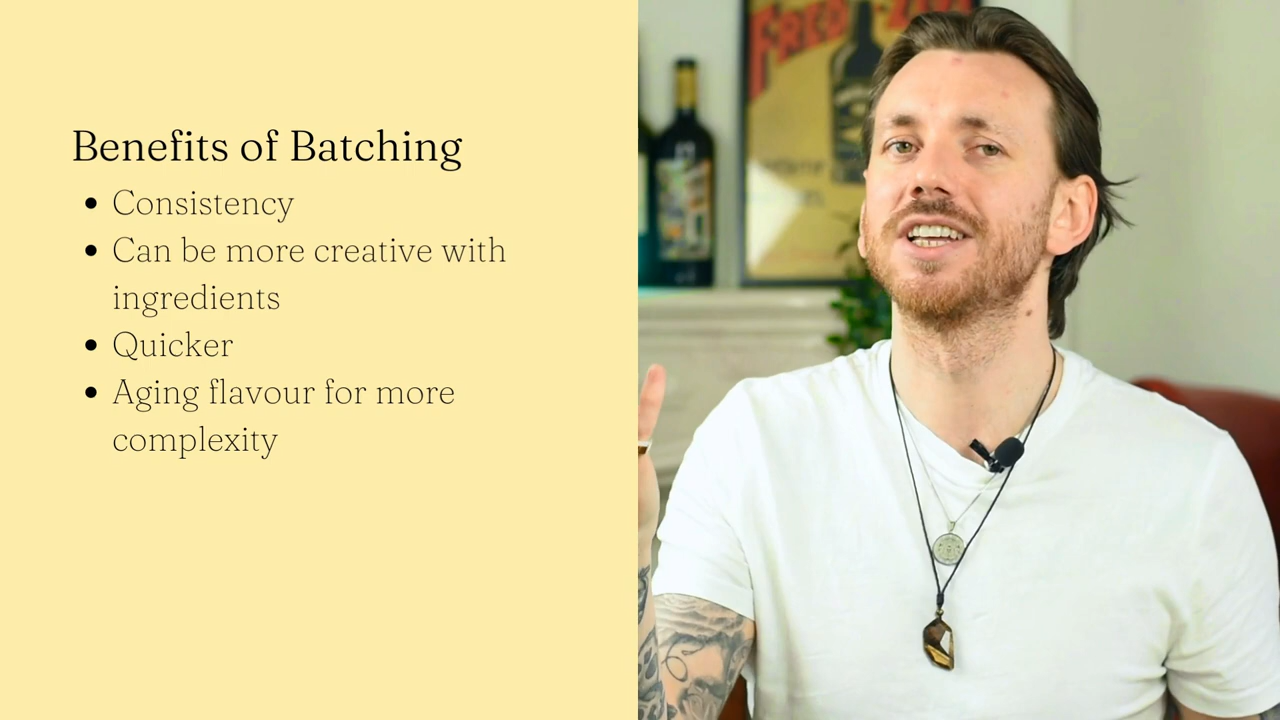 Benefits of Batching
• Consistency
• Can be more creative with
ingredients
• Quicker
• Aging flavour for more
complexity